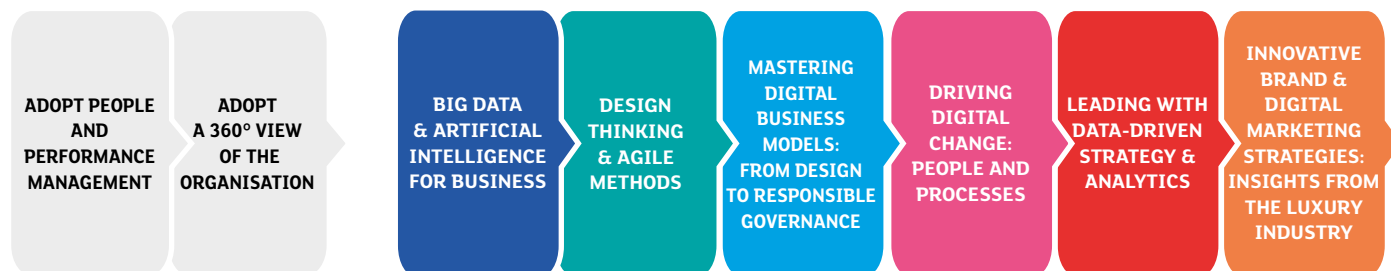 ADOPT PEOPLE
AND
PERFORMANCE
MANAGEMENT
ADOPT
A 360° VIEW
OF THE
ORGANISATION
BIG DATA
& ARTIFICIAL
INTELLIGENCE
FOR BUSINESS
DESIGN
THINKING
& AGILE
METHODS
MASTERING
DIGITAL
BUSINESS
MODELS:
FROM DESIGN
TO RESPONSIBLE
GOVERNANCE
DRIVING
DIGITAL
CHANGE:
PEOPLE AND
PROCESSES
LEADING WITH
DATA-DRIVEN
STRATEGY &
ANALYTICS
INNOVATIVE
BRAND &
DIGITAL
MARKETING
STRATEGIES:
INSIGHTS FROM
THE LUXURY
INDUSTRY